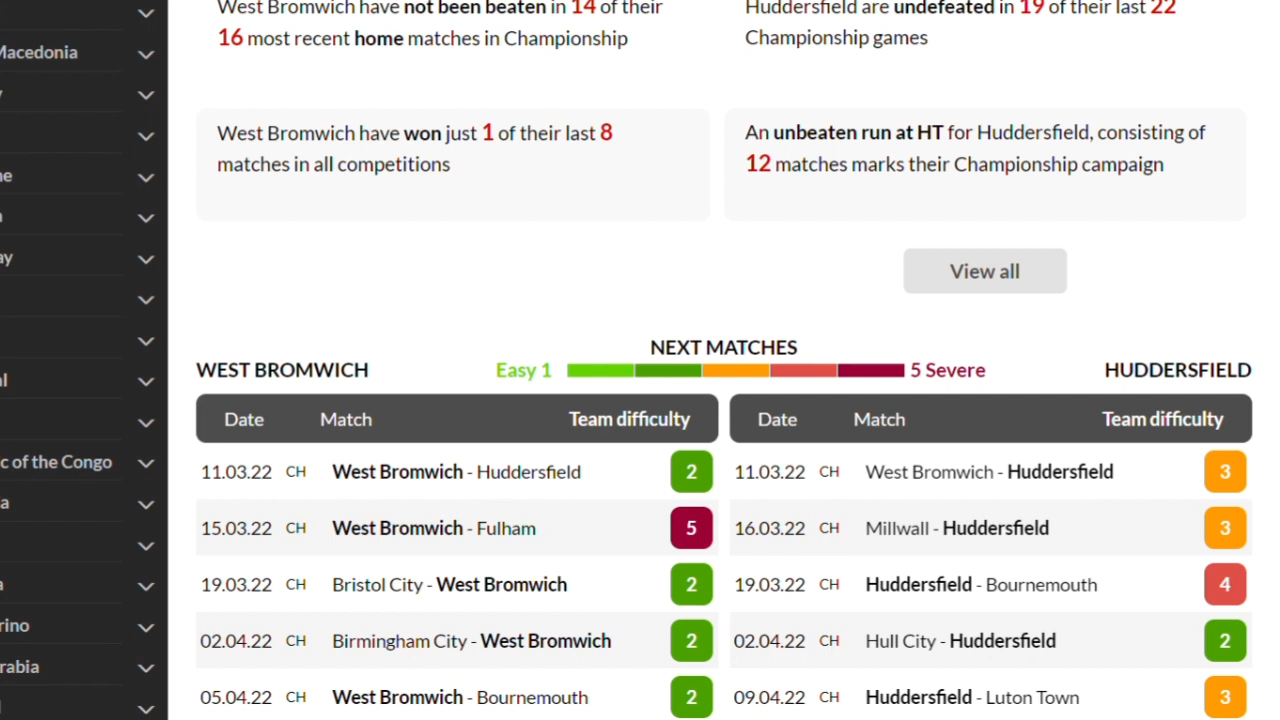 West Bromwich have not been beaten in 14 of their
16 most recent home matches in Championship
Huddersfield are undefeated in 19 of their last 22
Championship games
West Bromwich have won just 1 of their last 8
matches in all competitions
An unbeaten run at HT for Huddersfield, consisting of
12 matches marks their Championship campaign
View all
NEXT MATCHES
WEST BROMWICH Easy 1 5 Severe HUDDERSFIELD
Date Match Team difficulty
11.03.22 CH West Bromwich - Huddersfield 2
15.03.22 CH West Bromwich - Fulham 5
19.03.22 CH Bristol City - West Bromwich 2
02.04.22 CH Birmingham City - West Bromwich 2
05.04.22 CH West Bromwich - Bournemouth 2
Date Match Team difficulty
11.03.22 CH West Bromwich - Huddersfield 3
16.03.22 CH Millwall - Huddersfield 3
19.03.22 CH Huddersfield - Bournemouth 4
02.04.22 CH Hull City - Huddersfield 2
09.04.22 CH Huddersfield - Luton Town 3
Macedonia
c of the Congo